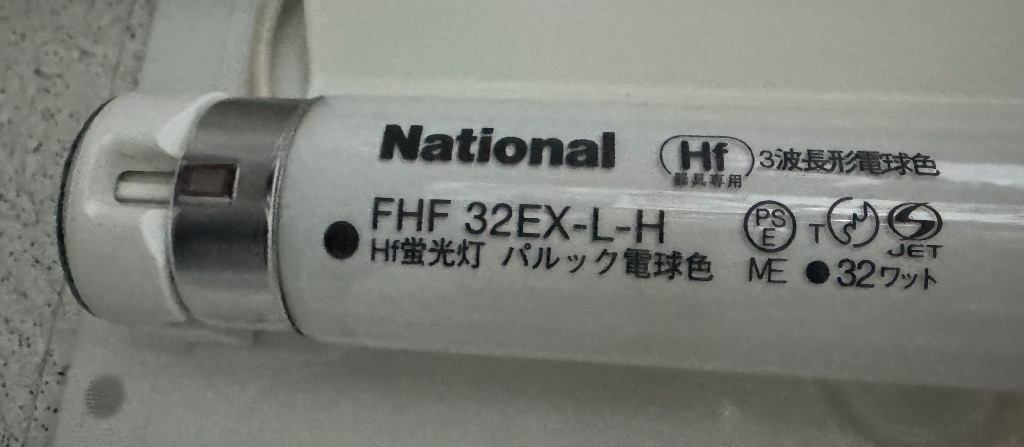 National Hf 3波長形電球色
器具専用
FHF 32EX-L-H PS E T JET
Hf蛍光灯 パルック電球色 ME ●32ワット